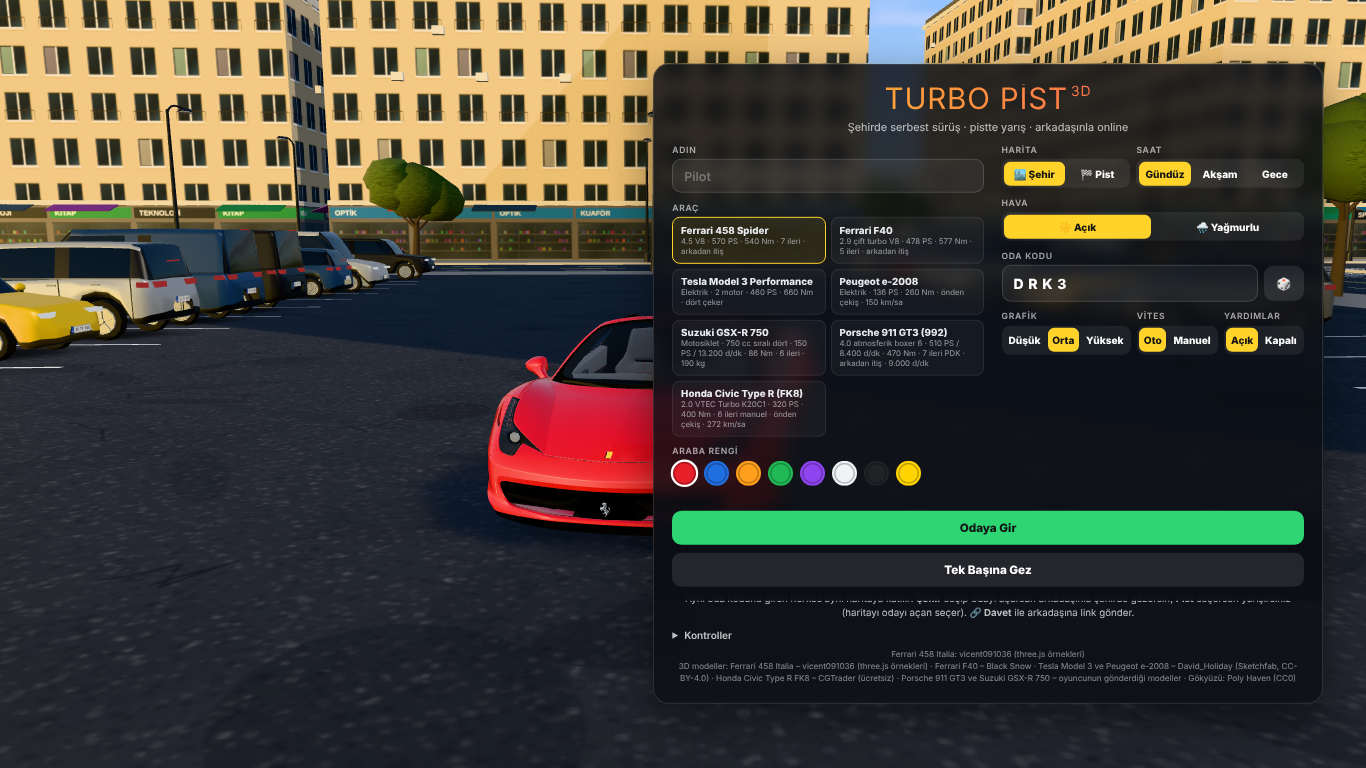 TURBO PİST 3D
Şehirde serbest sürüş · pistte yarış · arkadaşınla online
ADIN
Pilot
ARAÇ
Ferrari 458 Spider
4.5 V8 · 570 PS · 540 Nm · 7 ileri ·
arkadan itiş
Ferrari F40
2.9 çift turbo V8 · 478 PS · 577 Nm ·
5 ileri · arkadan itiş
Tesla Model 3 Performance
Elektrik · 2 motor · 460 PS · 660 Nm
· dört çeker
Peugeot e-2008
Elektrik · 136 PS · 260 Nm · önden
çekiş · 150 km/sa
Suzuki GSX-R 750
Motosiklet · 750 cc sıralı dört · 150
PS / 13.200 d/dk · 86 Nm · 6 ileri ·
190 kg
Porsche 911 GT3 (992)
4.0 atmosferik boxer 6 · 510 PS /
8.400 d/dk · 470 Nm · 7 ileri PDK ·
arkadan itiş · 9.000 d/dk
Honda Civic Type R (FK8)
2.0 VTEC Turbo K20C1 · 320 PS ·
400 Nm · 6 ileri manuel · önden
çekiş · 272 km/sa
ARABA RENGİ
HARİTA
Şehir
Pist
SAAT
Gündüz
Akşam
Gece
HAVA
Açık
Yağmurlu
ODA KODU
DRK3
GRAFİK
Düşük
Orta
Yüksek
VİTES
Oto
Manuel
YARDIMLAR
Açık
Kapalı
Odaya Gir
Tek Başına Gez
(haritayı odayı açan seçer). 🔗 Davet ile arkadaşına link gönder.
▶ Kontroller
Ferrari 458 Italia: vicent091036 (three.js örnekleri)
3D modeller: Ferrari 458 Italia – vicent091036 (three.js örnekleri) · Ferrari F40 – Black Snow · Tesla Model 3 ve Peugeot e-2008 – David_Holiday (Sketchfab, CC-
BY-4.0) · Honda Civic Type R FK8 – CGTrader (ücretsiz) · Porsche 911 GT3 ve Suzuki GSX-R 750 – oyuncunun gönderdiği modeller · Gökyüzü: Poly Haven (CC0)
KİTAP
TEKNOLO
KİTAP
OPTİK
OPTİK
KUAFÖR